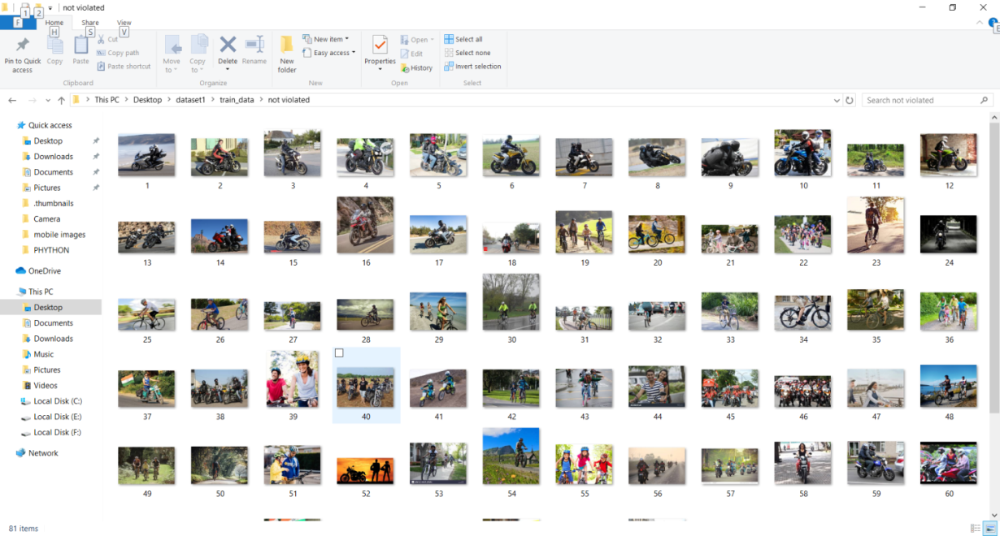 1 2 not violated
F Home Share View
H S V
Pin to Quick access
Copy
Paste
Cut
Copy path
Paste shortcut
Clipboard
Move to
Copy to
Delete
Rename
Organize
New folder
New item
Easy access
New
Properties
Open
Edit
History
Open
Select all
Select none
Invert selection
Select
This PC > Desktop > dataset1 > train_data > not violated
Search not violated
Quick access
Desktop
Downloads
Documents
Pictures
.thumbnails
Camera
mobile images
PHYTHON
OneDrive
This PC
Desktop
Documents
Downloads
Music
Pictures
Videos
Local Disk (C:)
Local Disk (E:)
Local Disk (F:)
Network
1 2 3 4 5 6 7 8 9 10 11 12
13 14 15 16 17 18 19 20 21 22 23 24
25 26 27 28 29 30 31 32 33 34 35 36
37 38 39 40 41 42 43 44 45 46 47 48
49 50 51 52 53 54 55 56 57 58 59 60
81 items